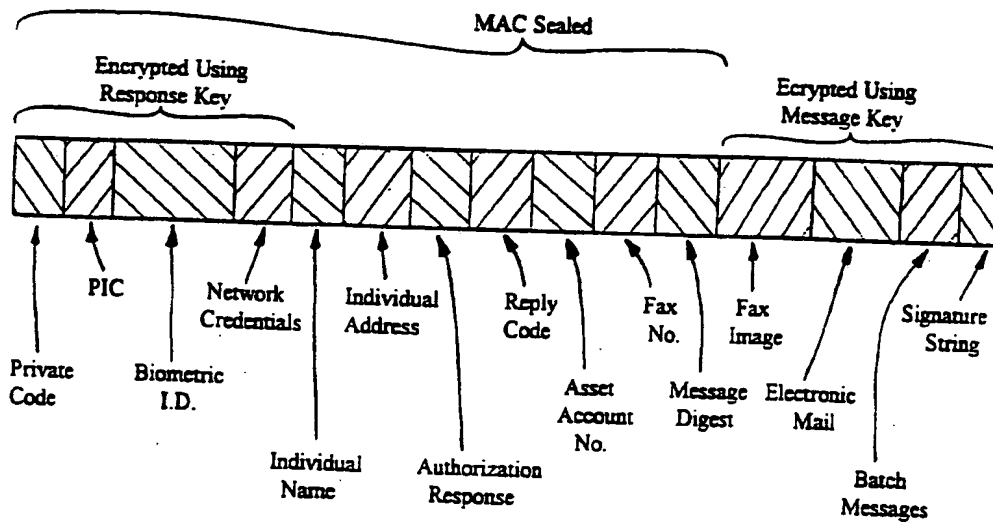 MAC Sealed
Encrypted Using
Response Key
Ecrypted Using
Message Key
PIC
Network
Credentials
Individual
Address
Reply
Code
Fax
No.
Fax
Image
Signature
String
Private
Code
Biometric
I.D.
Asset
Account
No.
Message
Digest
Electronic
Mail
Individual
Name
Authorization
Response
Batch
Messages